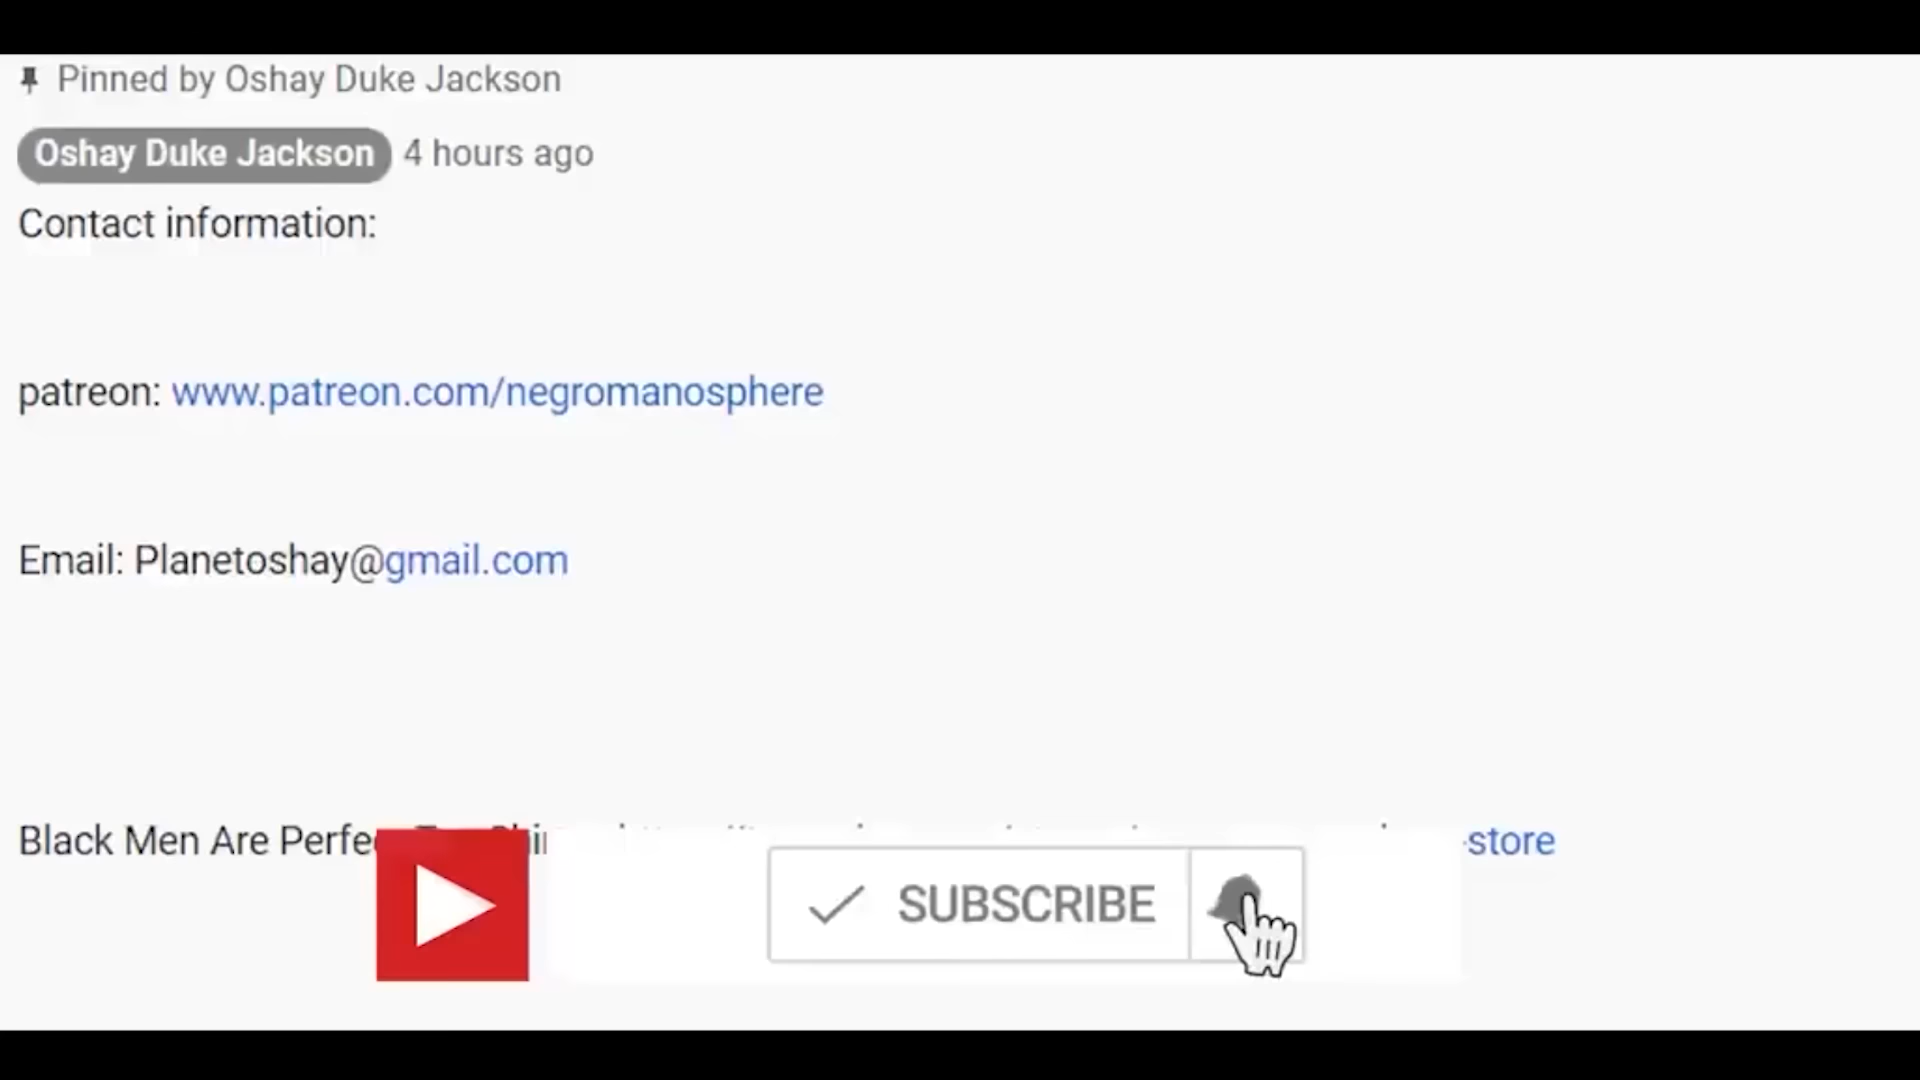 Pinned by Oshay Duke Jackson
Oshay Duke Jackson 4 hours ago
Contact information:
patreon: www.patreon.com/negromanosphere
Email: Planetoshay@gmail.com
Black Men Are -store
SUBSCRIBE